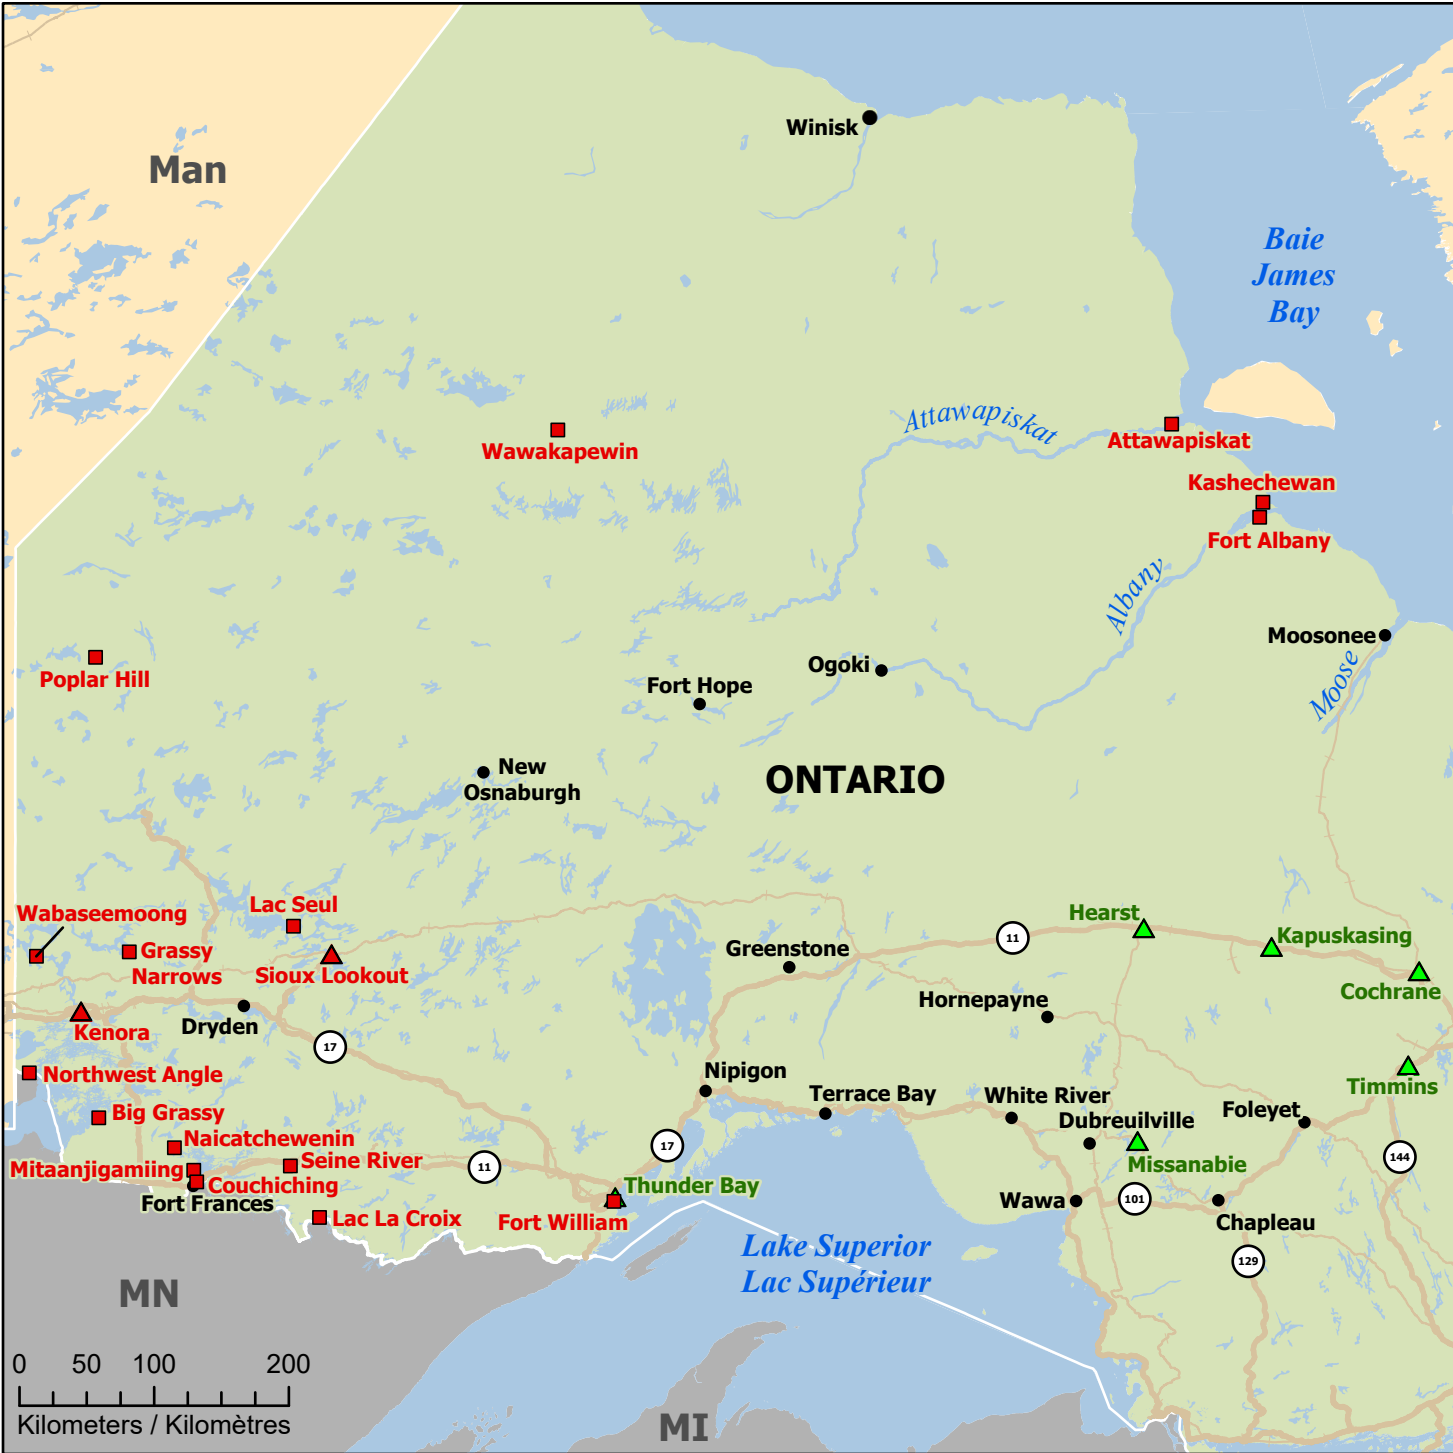 Winisk
Man
Baie
James
Bay
Attawapiskat
Attawapiskat
Wawakapewin
Kashechewan
Fort Albany
Albany
Moosonee
Moose
Ogoki
Poplar Hill
Fort Hope
New
Osnaburgh
ONTARIO
Lac Seul
Wabaseemoong
Hearst
11
Kapuskasing
Grassy
Narrows
Greenstone
Sioux Lookout
Cochrane
Hornepayne
Dryden
Kenora
17
Northwest Angle
Nipigon
Timmins
Terrace Bay
White River
Foleyet
Big Grassy
Dubreuilville
Naicatchewenin
17
144
Mitaanjigamiing
Seine River
11
Missanabie
Couchiching
Thunder Bay
Fort Frances
Wawa
101
Lac La Croix
Fort William
Chapleau
Lake Superior
Lac Supérieur
129
MN
0 50 100 200
Kilometers / Kilomètres
MI